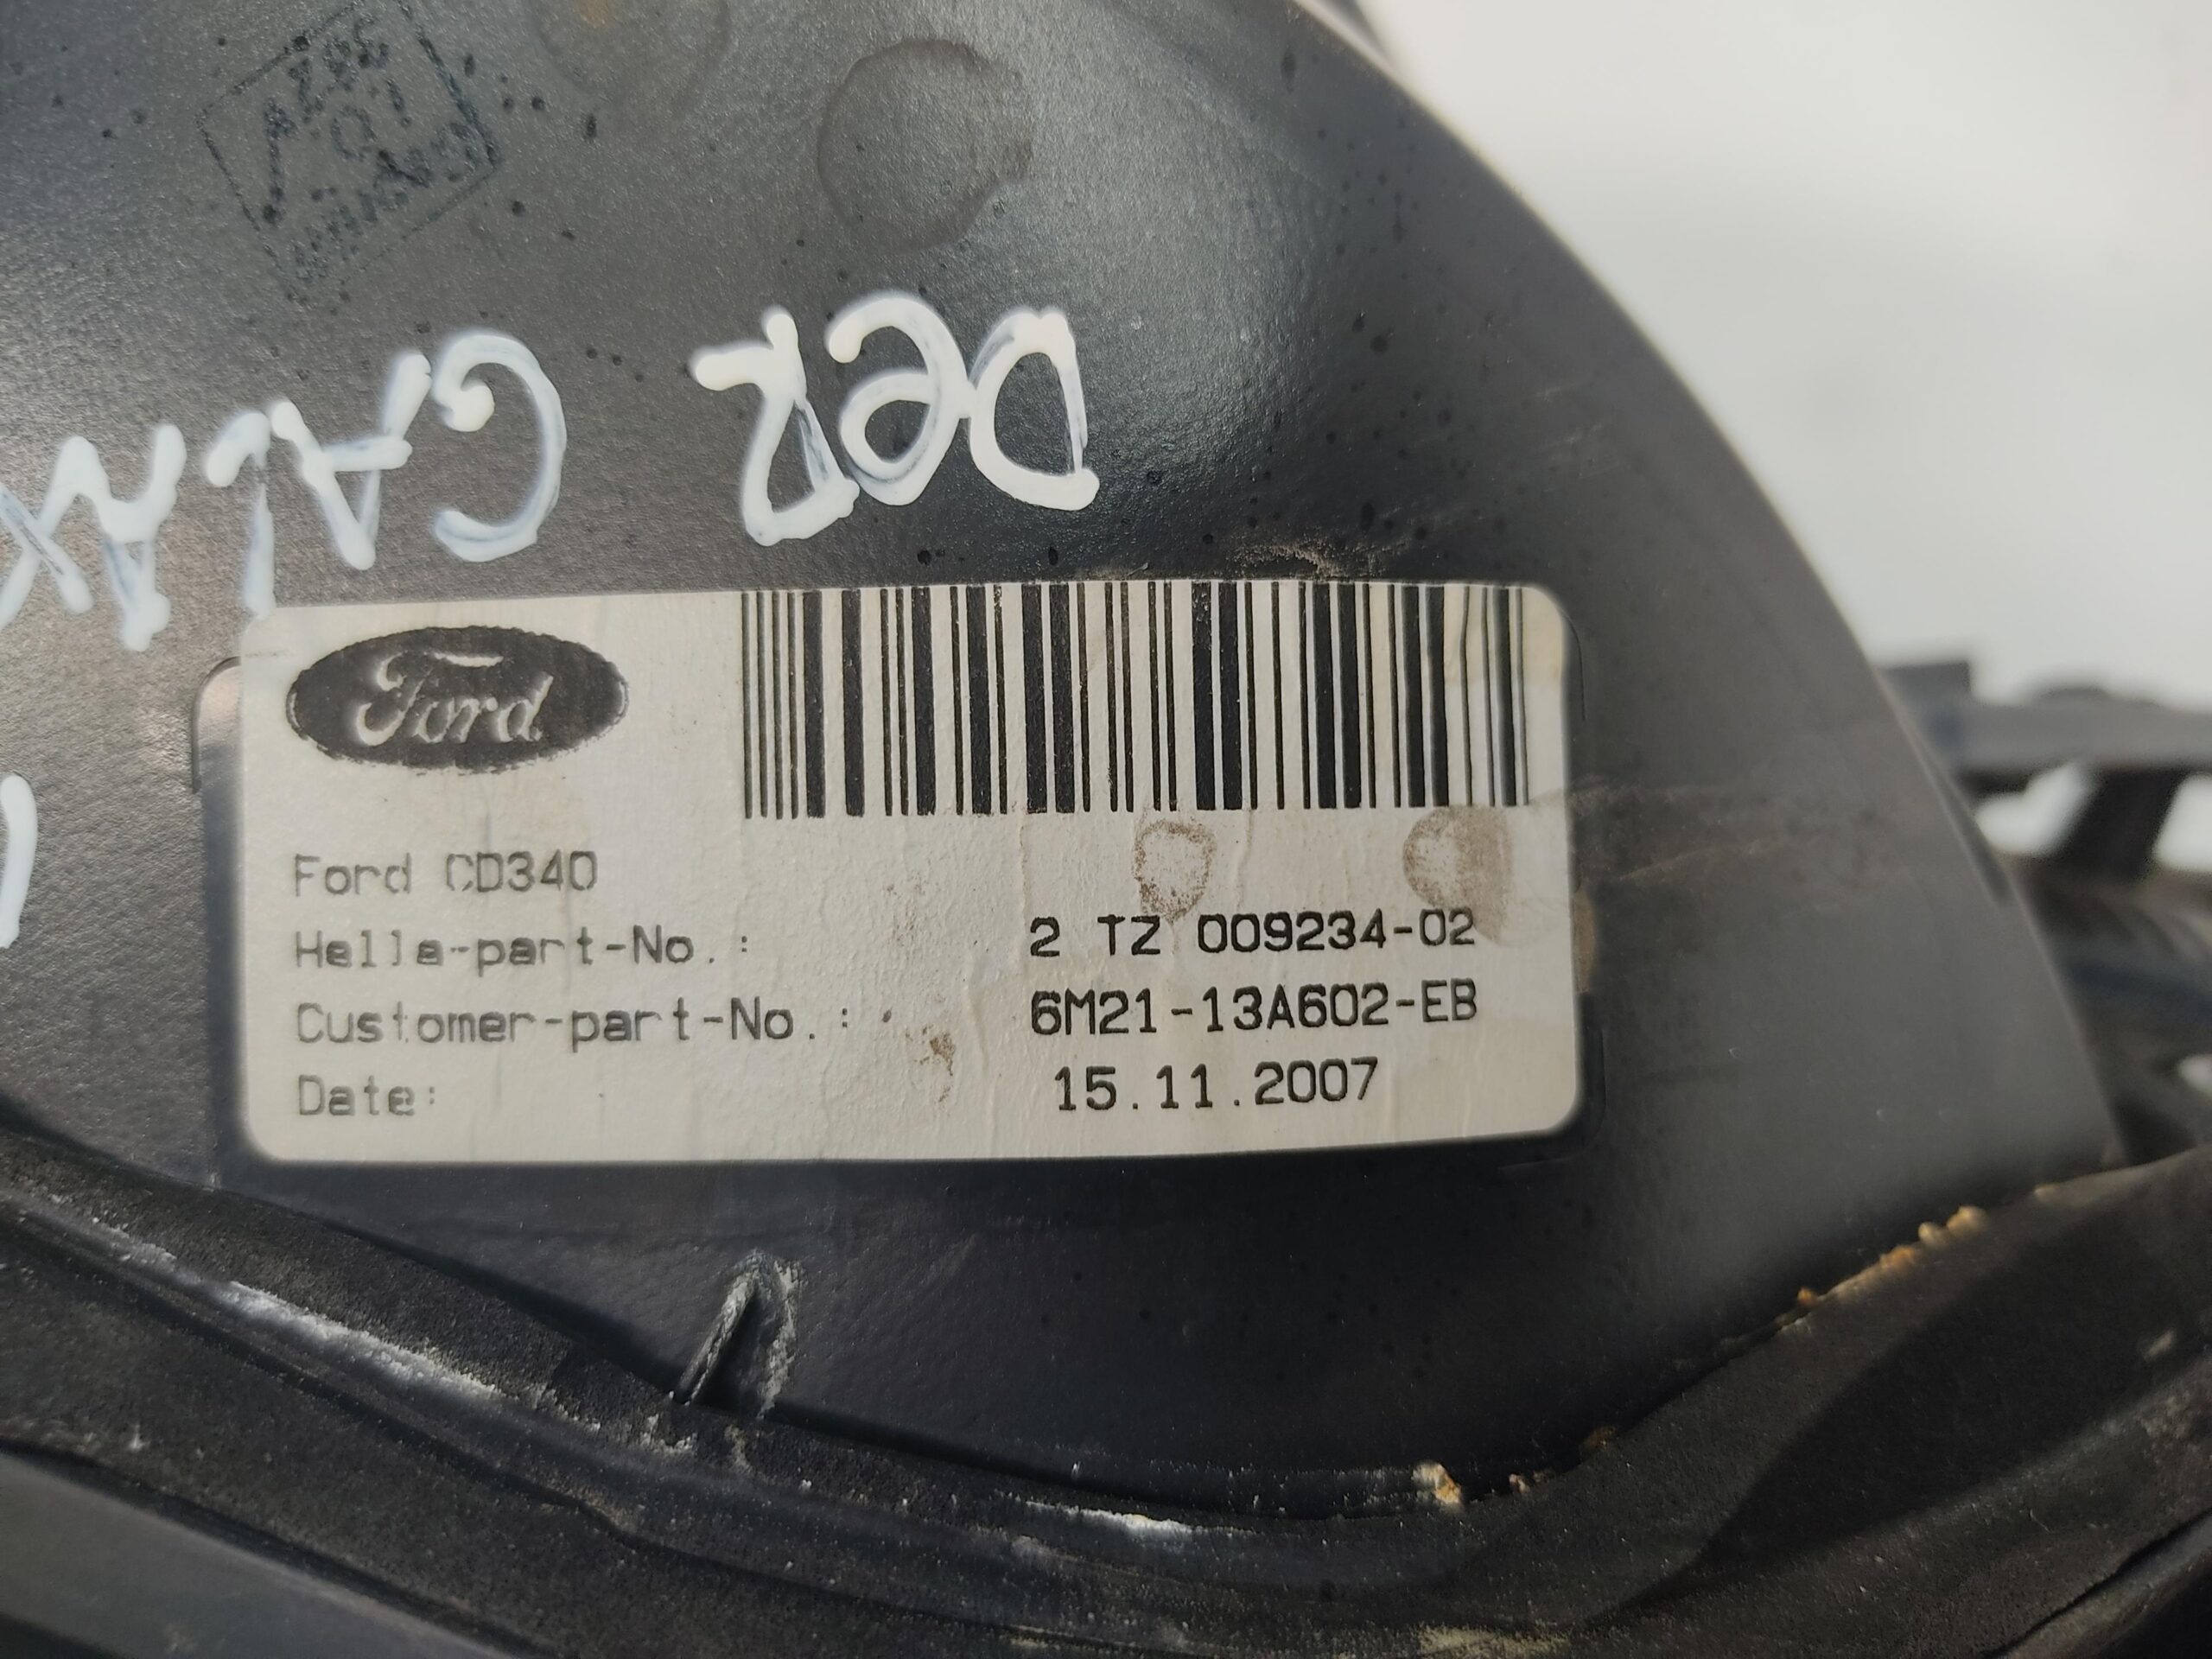 DER GALAX
Ford
Ford CD340
Hella-part-No.: 2 TZ 009234-02
Customer-part-No.: 6M21-13A602-EB
Date: 15.11.2007